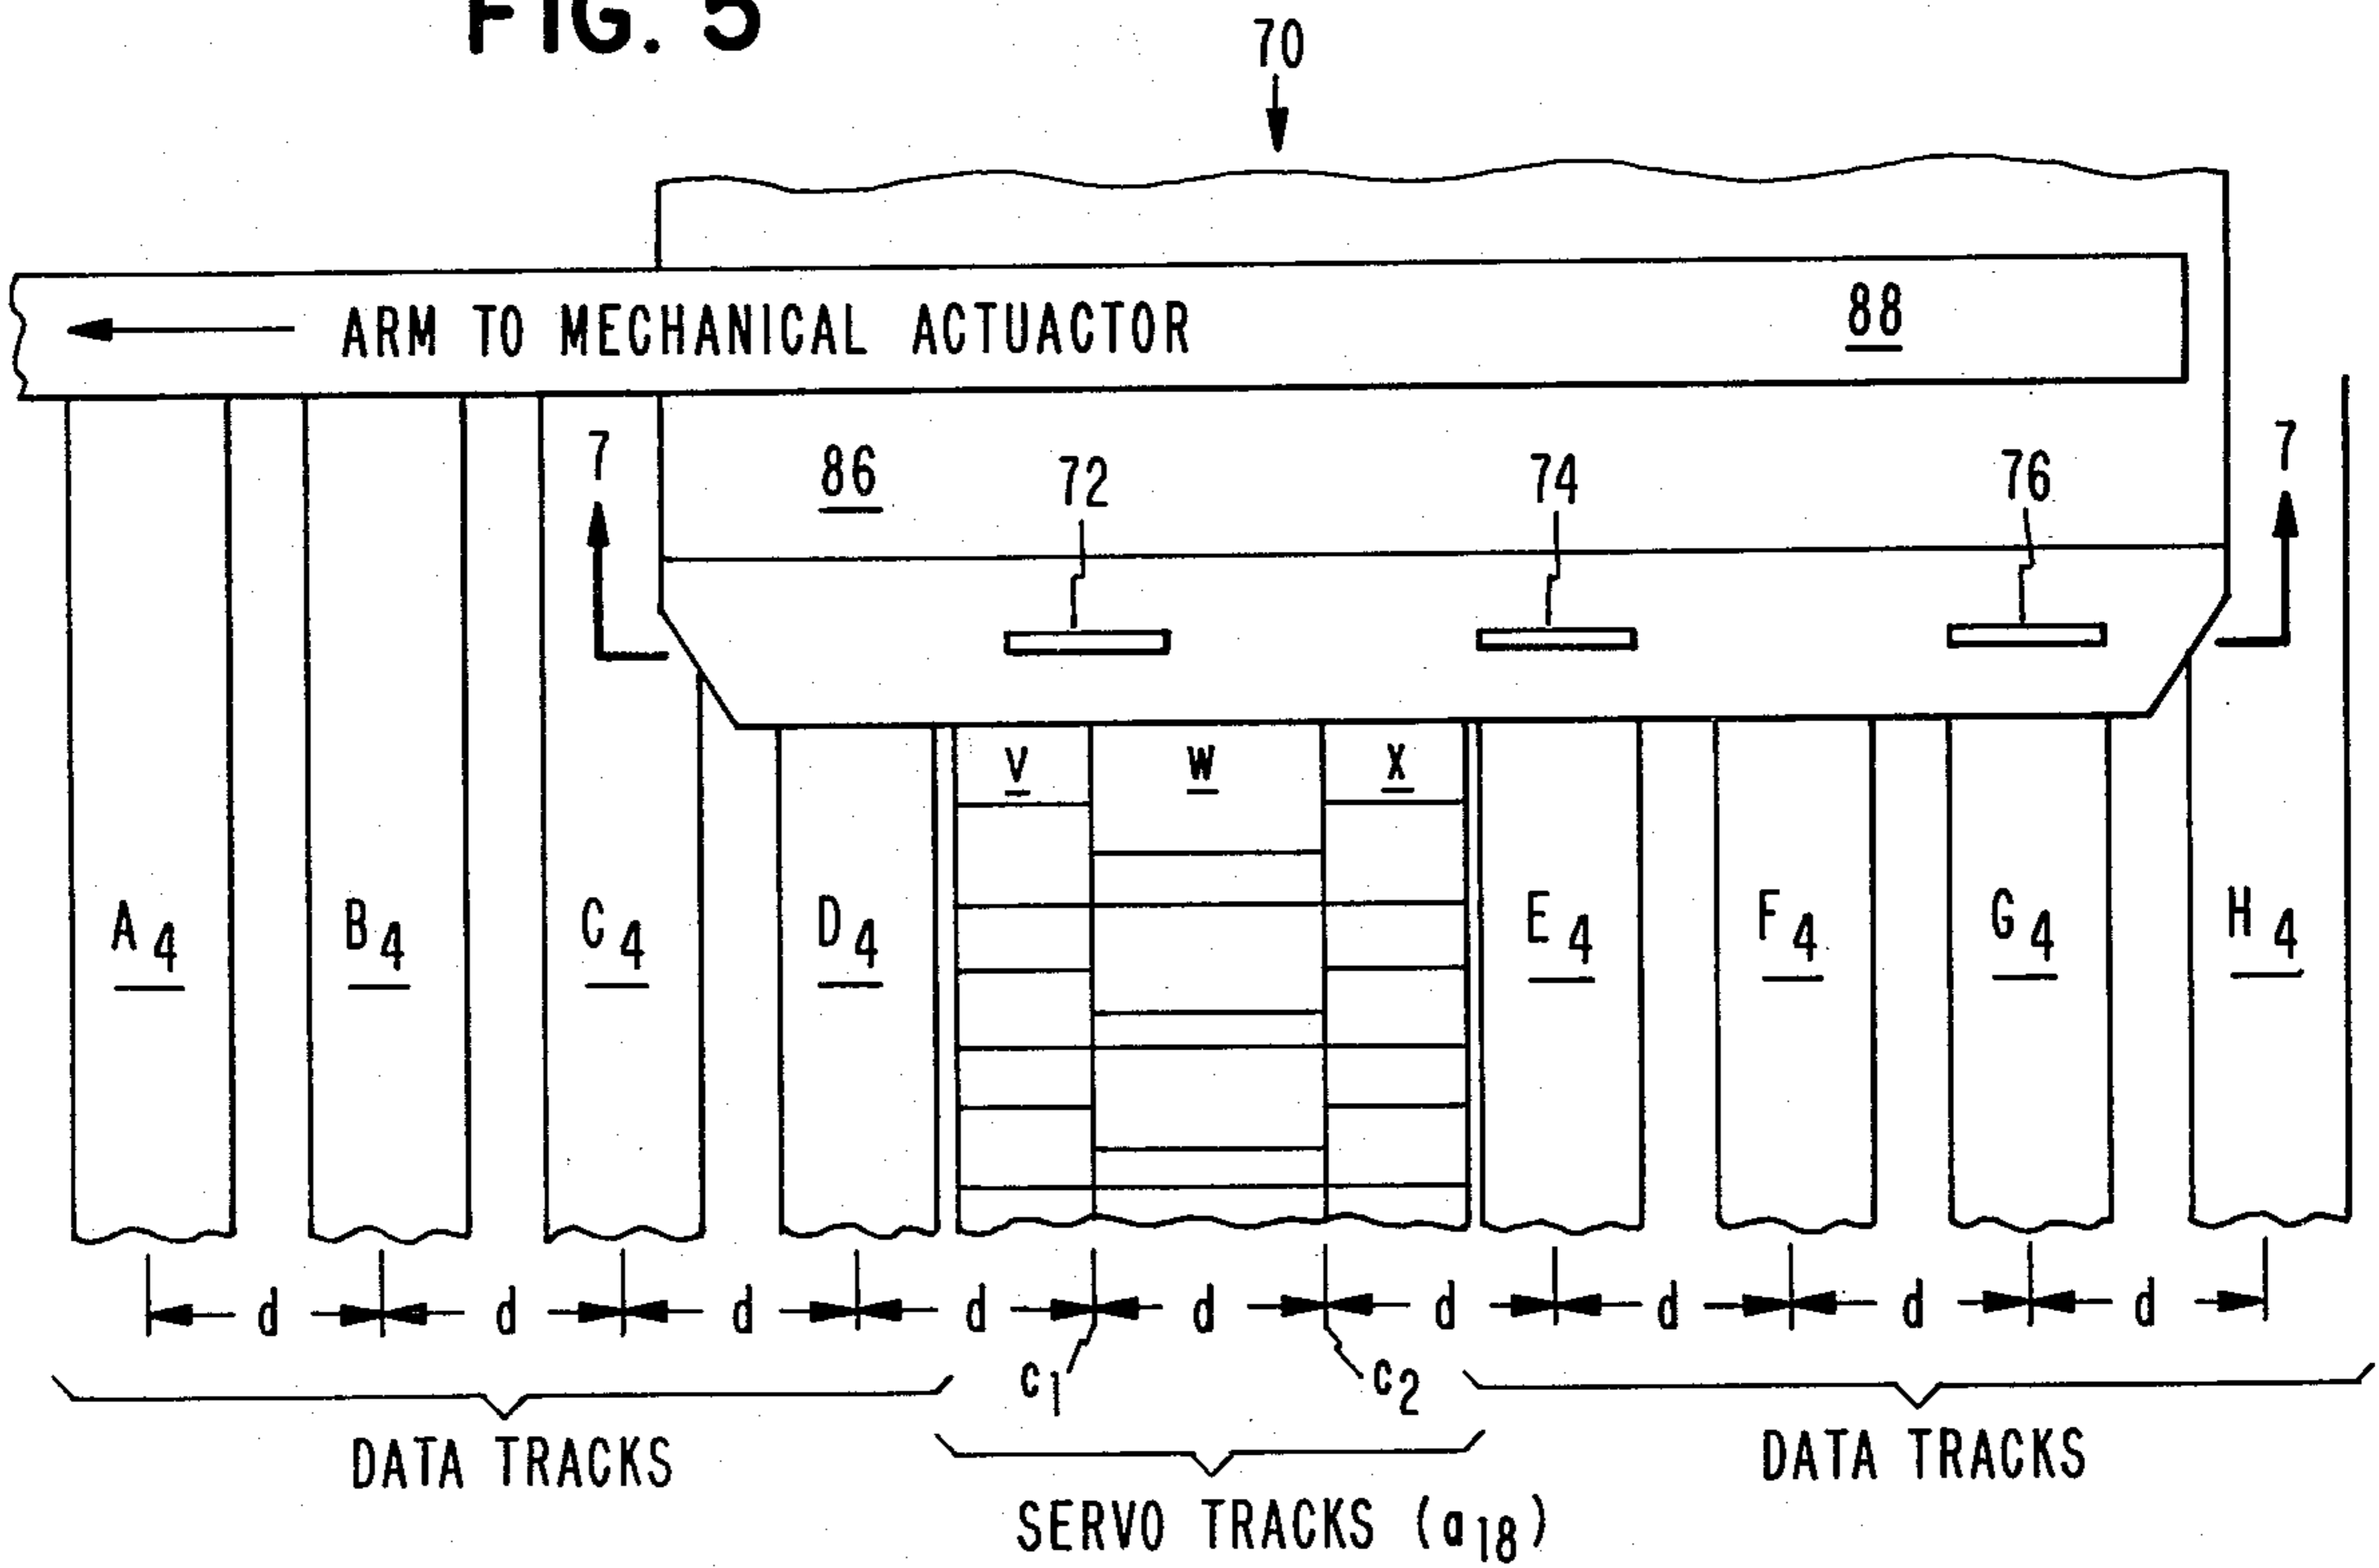 FIG. 5
70
ARM TO MECHANICAL ACTUACTOR 88
7 86 72 74 76 7
V W X
A4 B4 C4 D4 E4 F4 G4 H4
d d d d d d d d d
c1 c2
DATA TRACKS DATA TRACKS
SERVO TRACKS (a18)